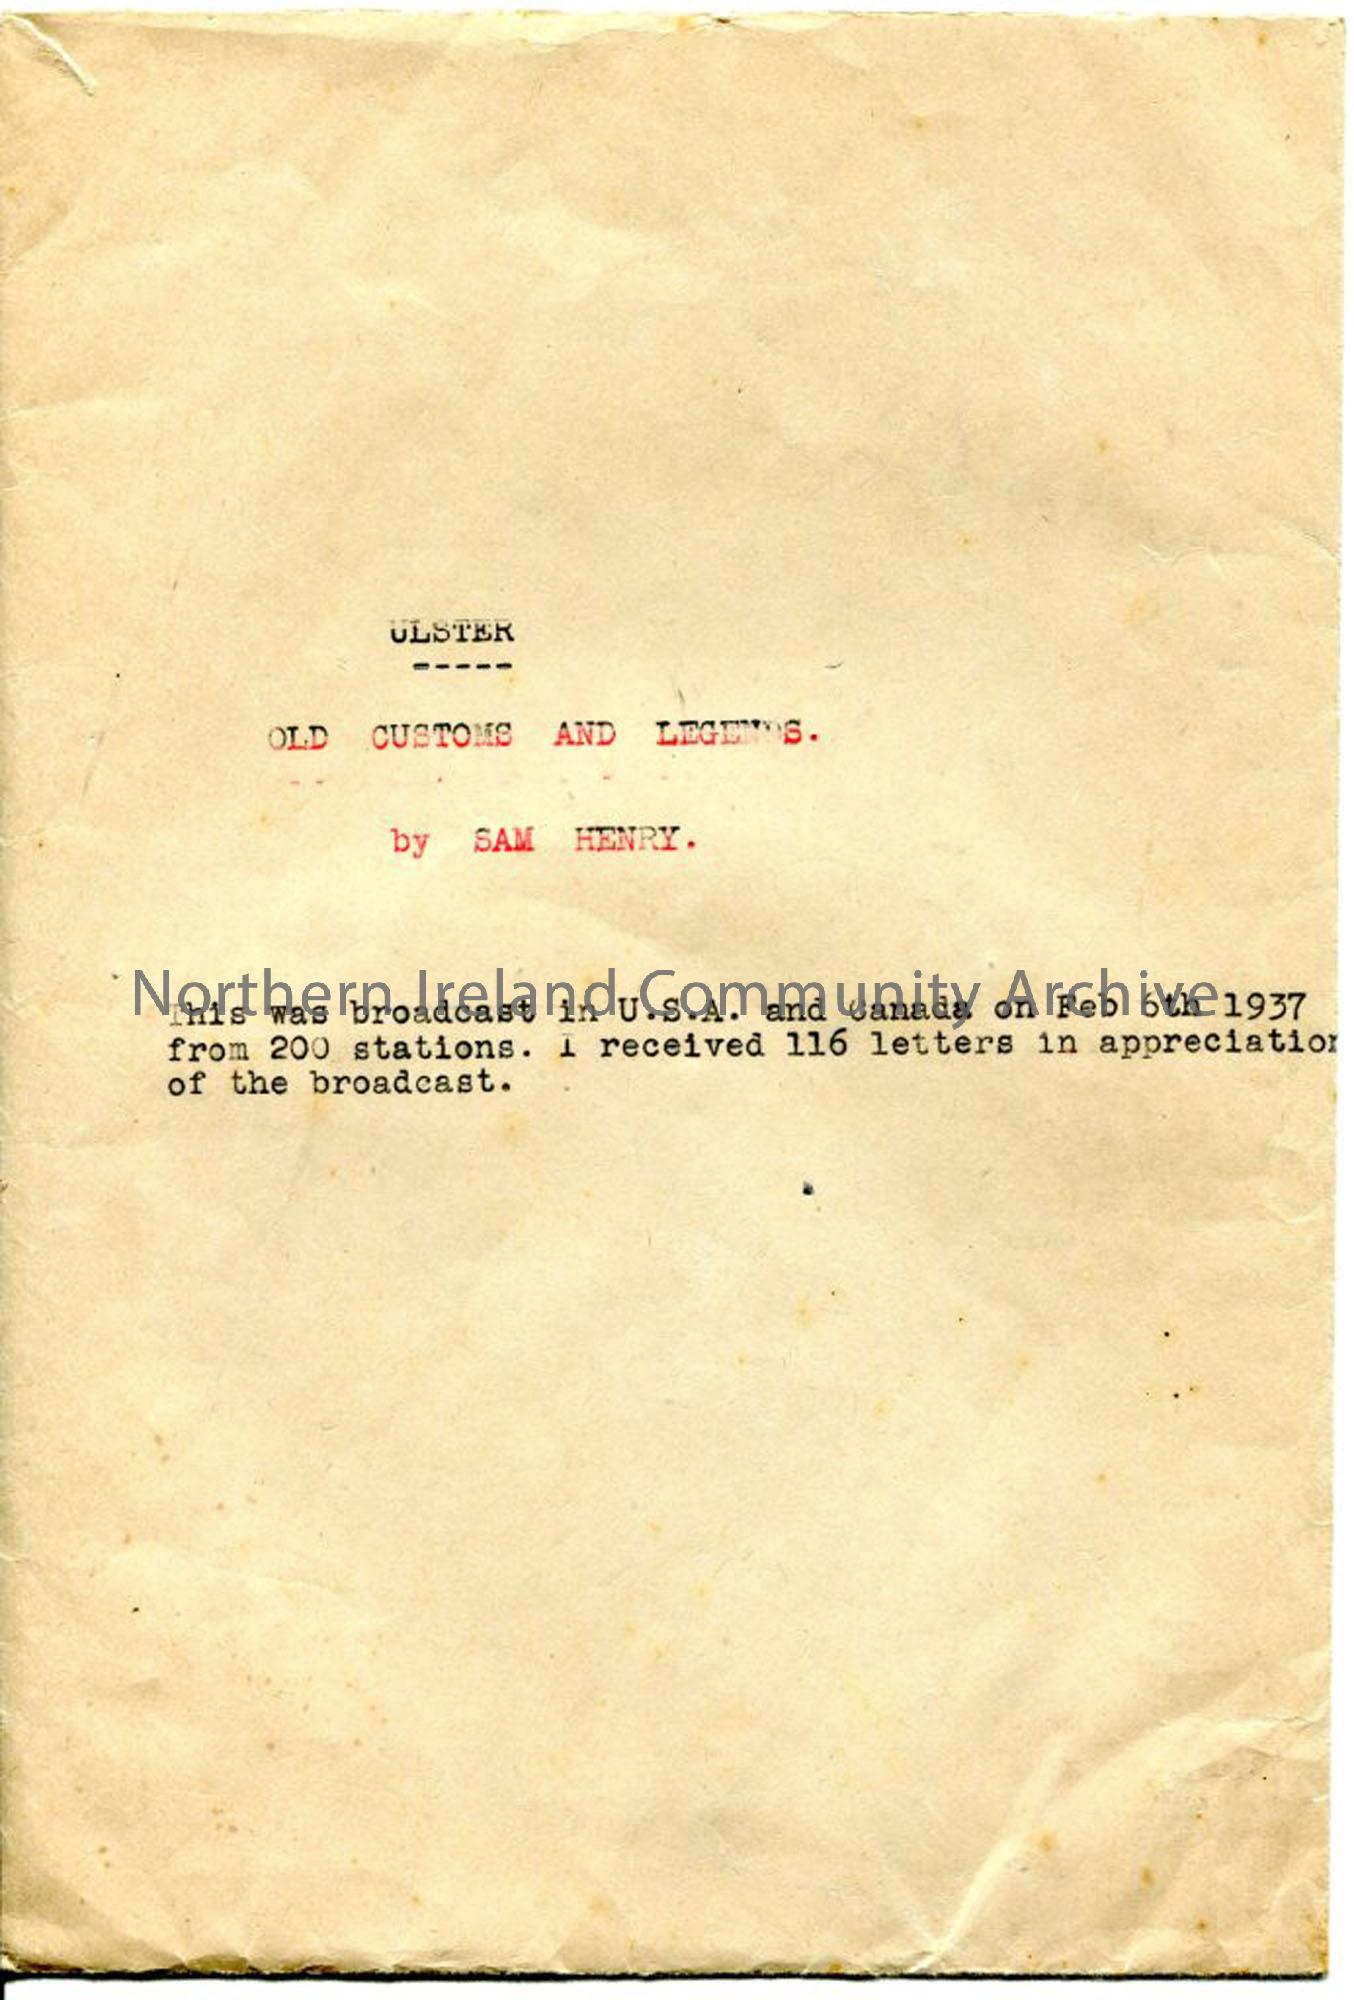 ULSTER
-----
OLD CUSTOMS AND LEGENDS.
by SAM HENRY.
Northern Ireland Community Archive
This was broadcast in U.S.A. and Canada on Feb 6th 1937
from 200 stations. I received 116 letters in appreciation
of the broadcast.